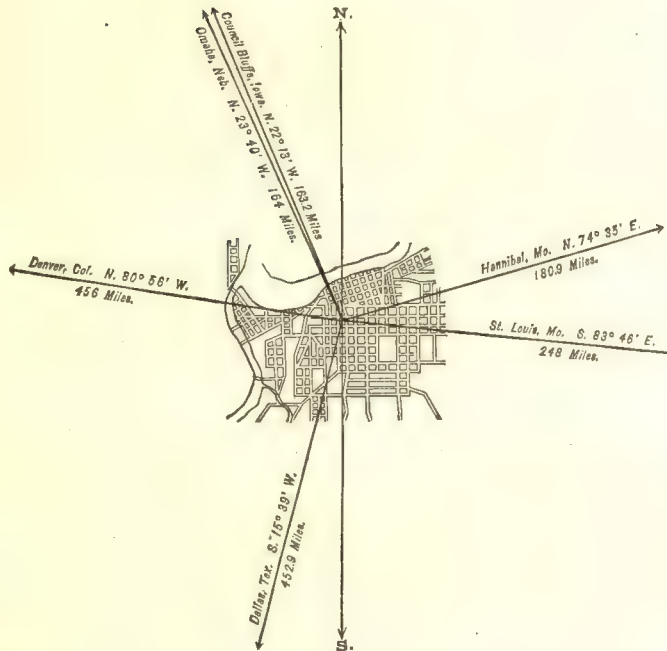 N.
Council Bluffs, Iowa. N. 22° 13' W. 163.2 Miles
Omaha, Neb. N. 23° 40' W. 164 Miles.
Hannibal, Mo. N. 74° 35' E.
180.9 Miles.
Denver, Col. N. 80° 56' W.
456 Miles.
St. Louis, Mo. S. 83° 46' E.
248 Miles.
Dallas, Tex. S. 15° 39' W.
452.9 Miles.
S.